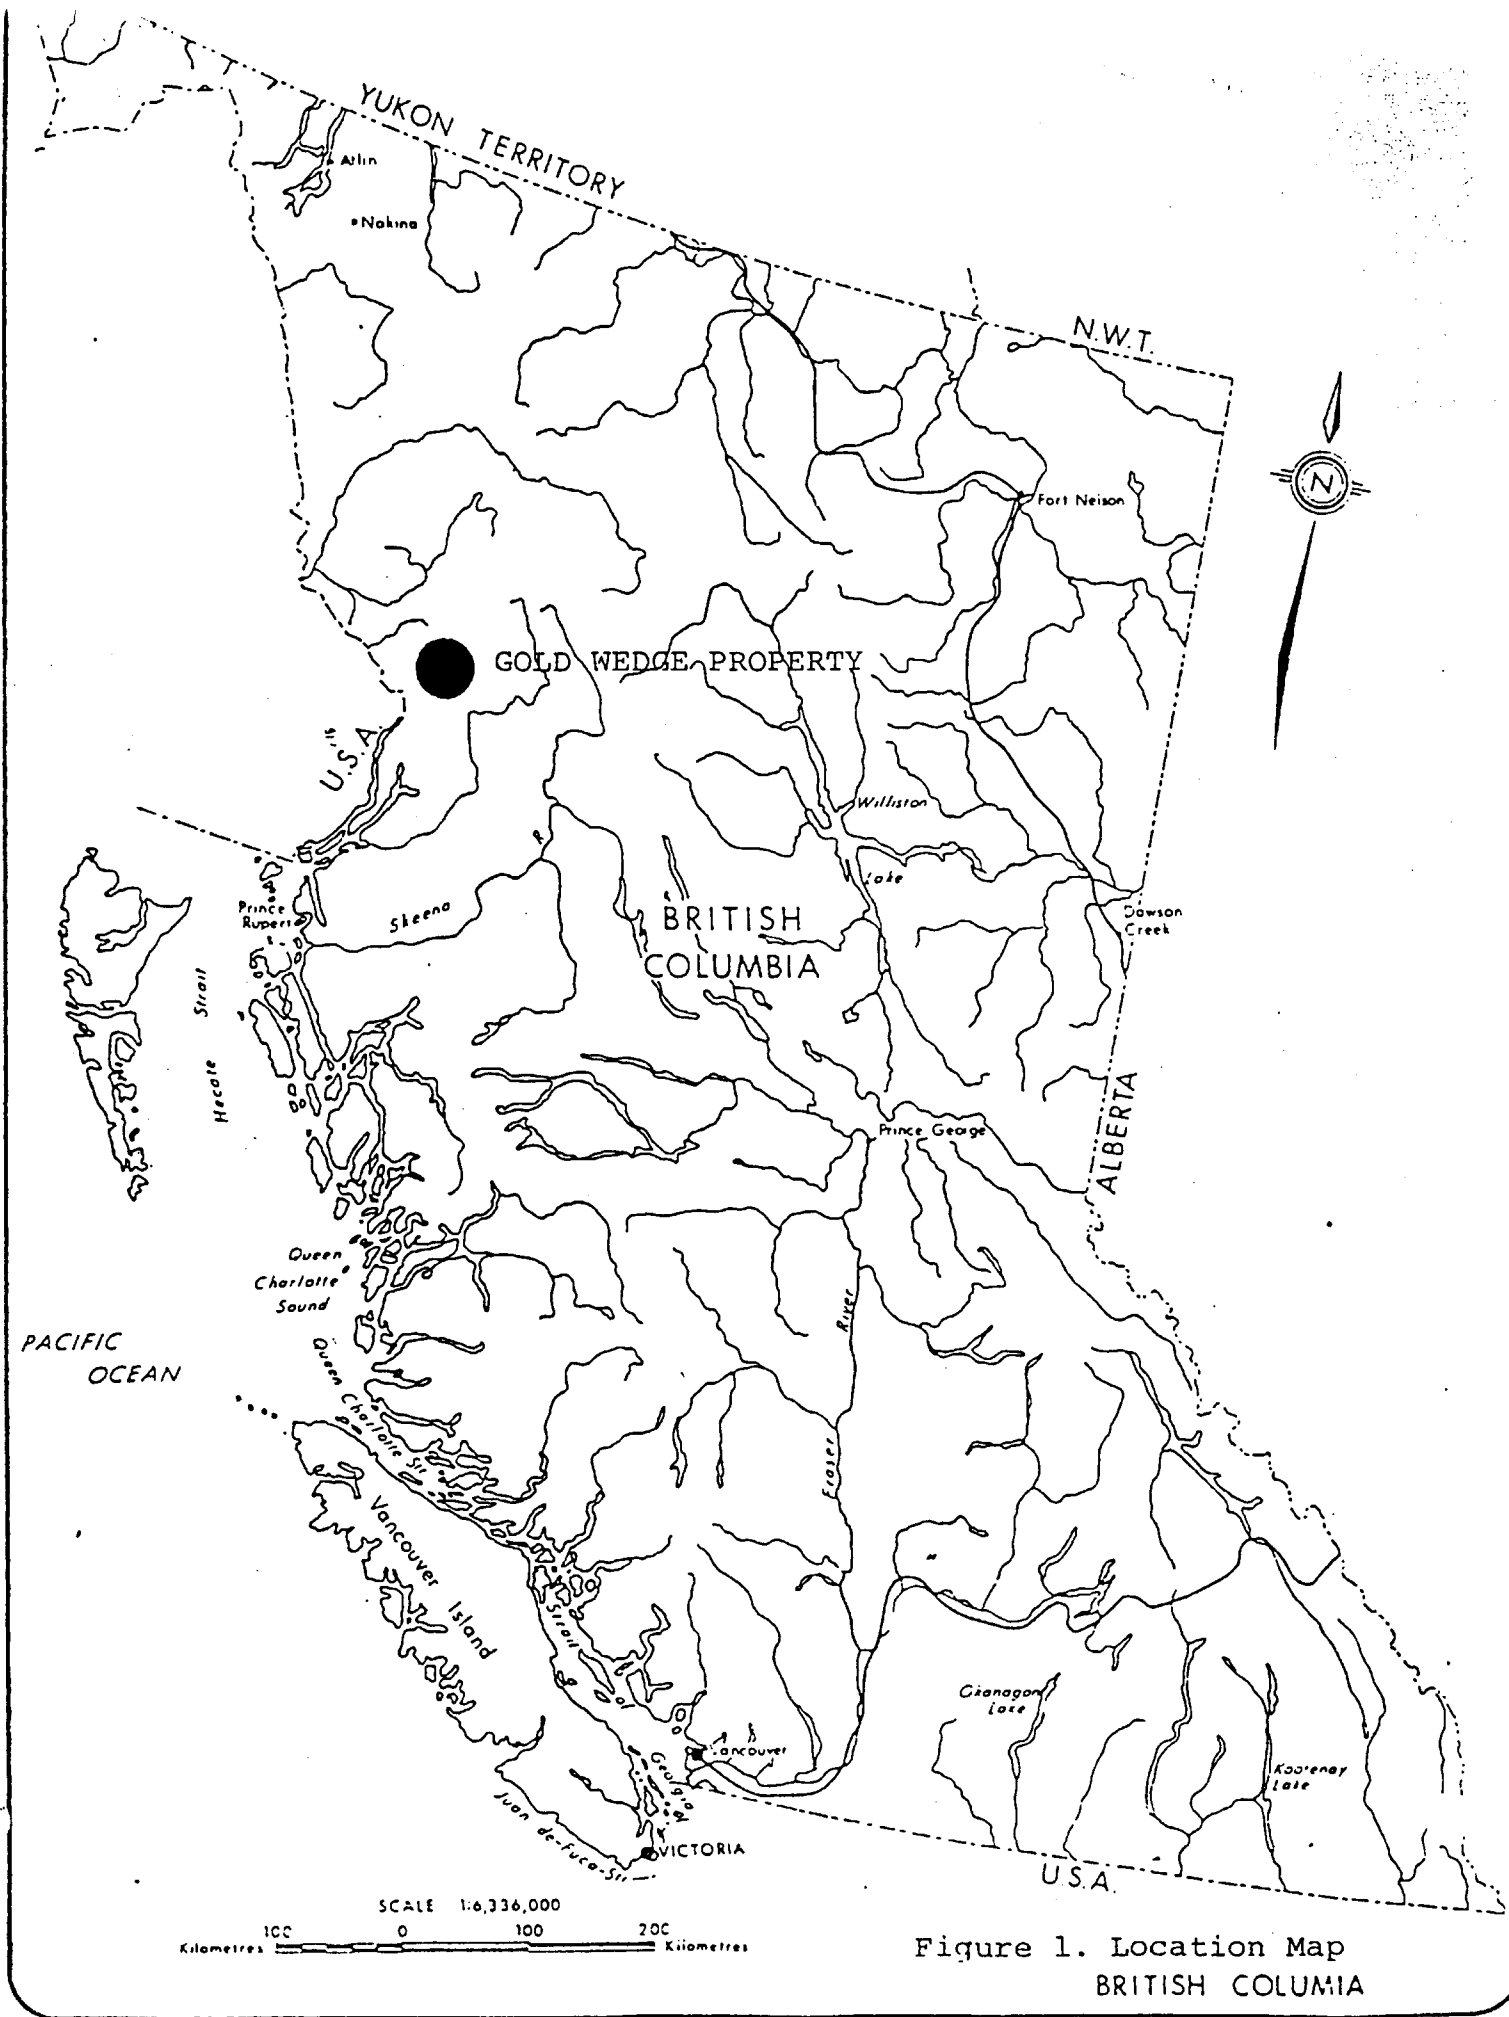 YUKON TERRITORY
Atlin
Nakina
N.W.T.
N
Fort Nelson
GOLD WEDGE PROPERTY
U.S.A.
Williston
Lake
R
Skeena
Prince
Rupert
BRITISH
COLUMBIA
Dawson
Creek
Hecate Strait
ALBERTA
Prince George
Queen
Charlotte
Sound
PACIFIC
OCEAN
Queen Charlotte Str
Fraser River
Vancouver Island
Strait of Georgia
Okanagan
Lake
Vancouver
Kootenay
Lake
Juan de-Fuca-Str.
VICTORIA
U.S.A.
SCALE 1:6,336,000
100 0 100 200
Kilometres Kilometres
Figure 1. Location Map
BRITISH COLUMIA